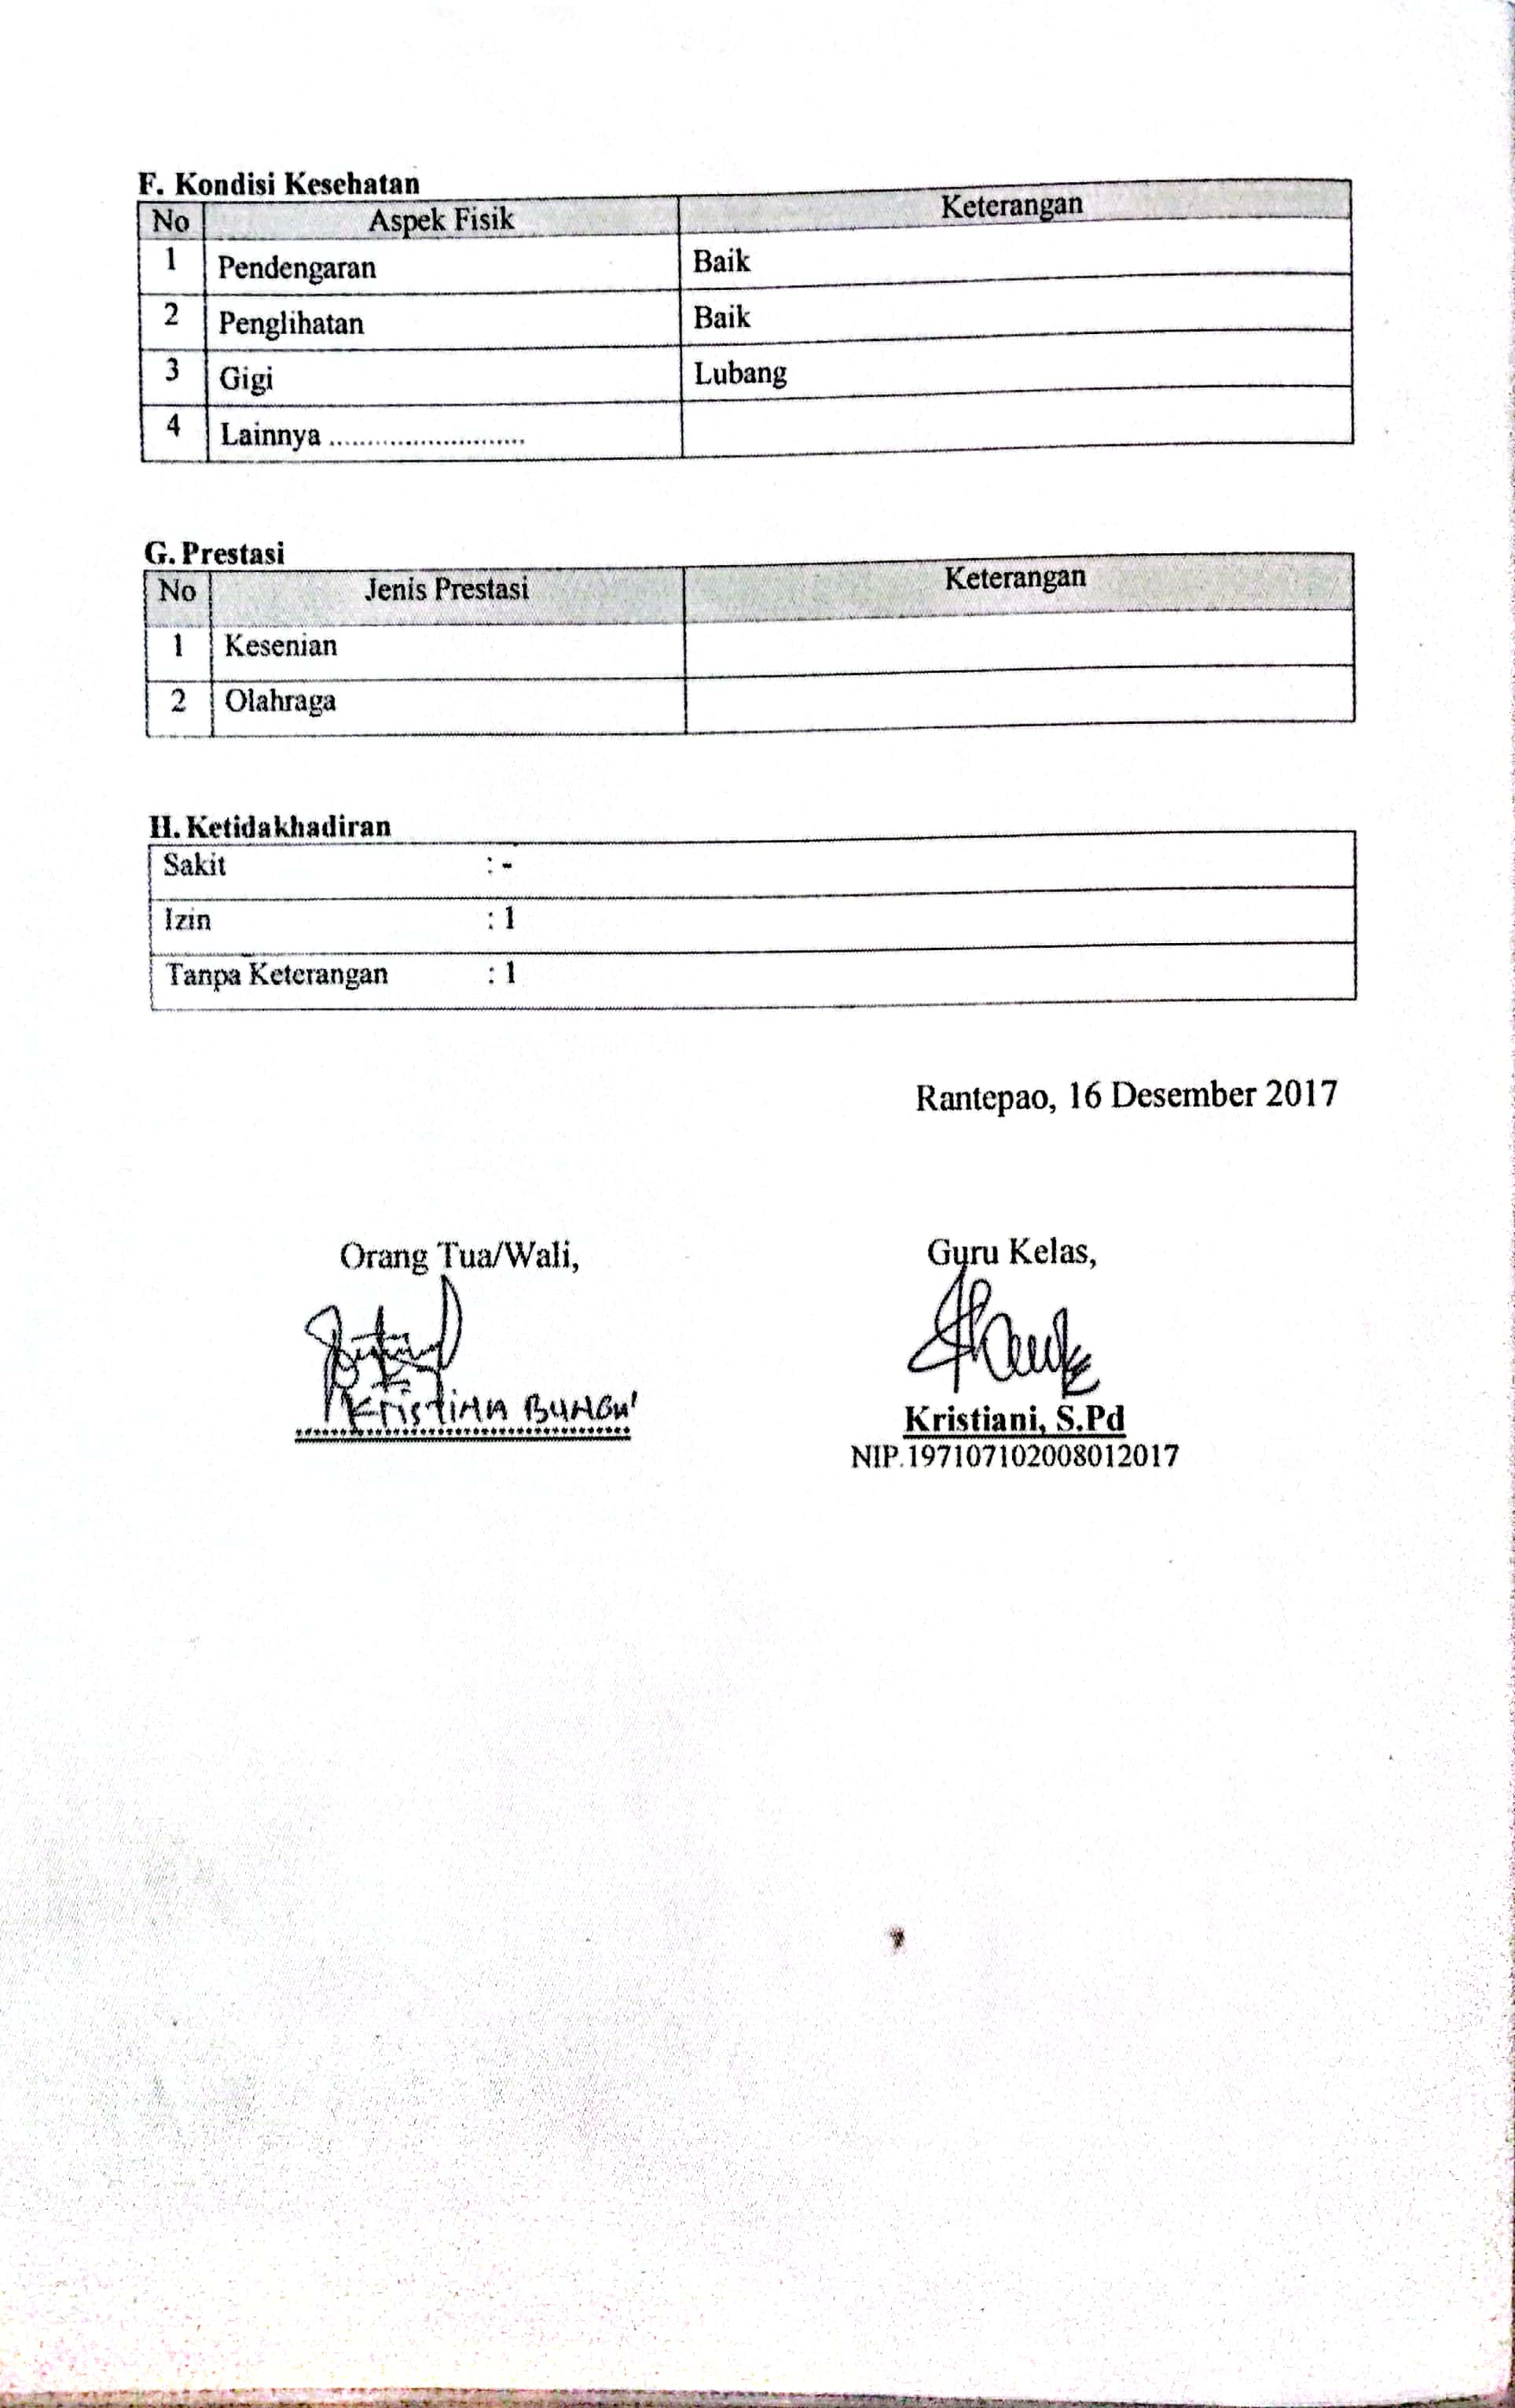 F. Kondisi Kesehatan
No Aspek Fisik Keterangan
1 Pendengaran Baik
2 Penglihatan Baik
3 Gigi Lubang
4 Lainnya ..........................
G. Prestasi
No Jenis Prestasi Keterangan
1 Kesenian
2 Olahraga
H. Ketidakhadiran
Sakit : -
Izin : 1
Tanpa Keterangan : 1
Rantepao, 16 Desember 2017
Orang Tua/Wali, Guru Kelas,
KRISTINA Kristiani, S.Pd
NIP.197107102008012017